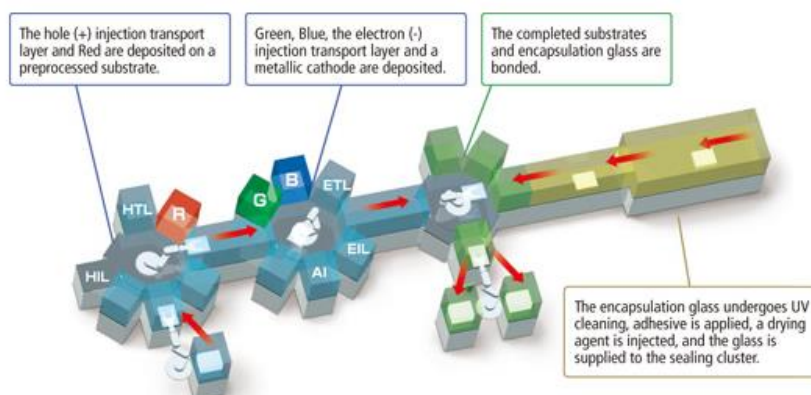 The hole (+) injection transport
layer and Red are deposited on a
preprocessed substrate.
Green, Blue, the electron (-)
injection transport layer and a
metallic cathode are deposited.
The completed substrates
and encapsulation glass are
bonded.
HTL
R
G
B
ETL
HIL
EIL
AI
The encapsulation glass undergoes UV
cleaning, adhesive is applied, a drying
agent is injected, and the glass is
supplied to the sealing cluster.